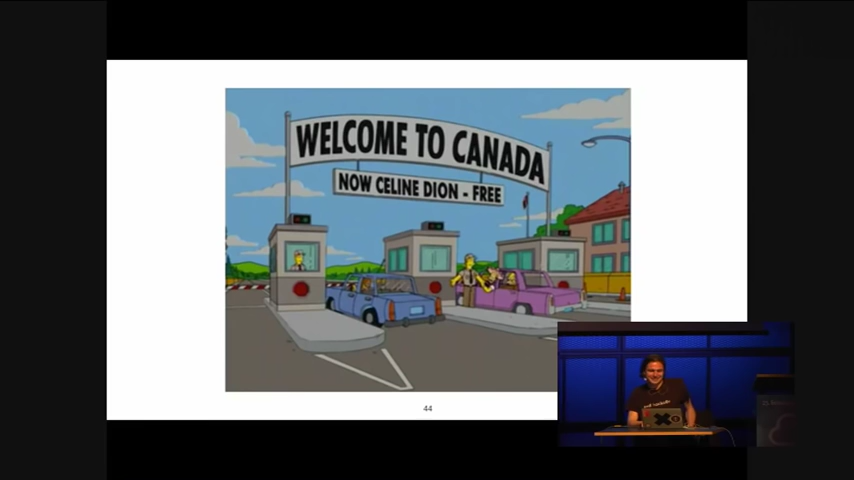 WELCOME TO CANADA
NOW CELINE DION - FREE
44